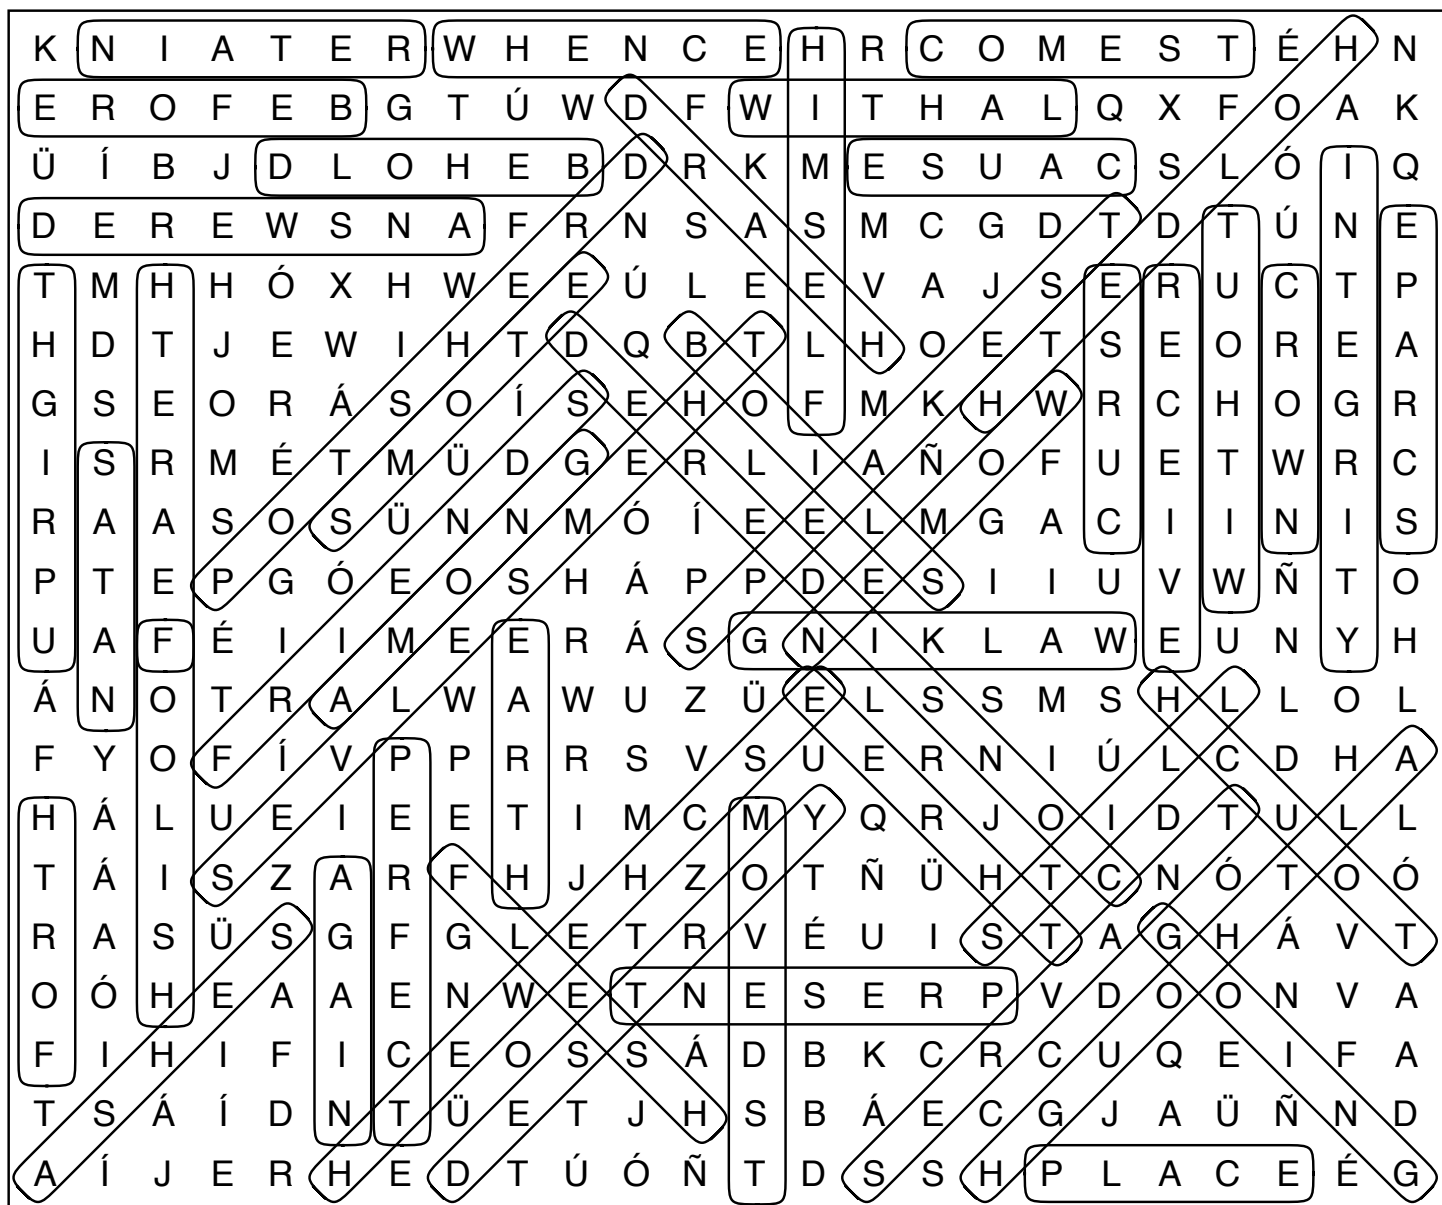 K N I A T E R W H E N C E H R C O M E S T É H N
E R O F E B G T Ú W D F W I T H A L Q X F O A K
Ü Í B J D L O H E B D R K M E S U A C S L Ó I Q
D E R E W S N A F R N S A S M C G D T D T Ú N E
T M H H Ó X H W E E Ú L E E V A J S E R U C T P
H D T J E W I H T D Q B T L H O E T S E O R E A
G S E O R Á S O Í S E H O F M K H W R C H O G R
I S R M É T M Ü D G E R L I A Ñ O F U E T W R C
R A A S O S Ü N N M Ó Í E E L M G A C I I N I S
P T E P G Ó E O S H Á P P D E S I I U V W Ñ T O
U A F É I I M E E R Á S G N I K L A W E U N Y H
Á N O T R A L W A W U Z Ü E L S S M S H L L O L
F Y O F Í V P P R R S V S U E R N I Ú L C D H A
H Á L U E I E E T I M C M Y Q R J O I D T U L L
T Á I S Z A R F H J H Z O T Ñ Ü H T C N Ó T O Ó
R A S Ü S G F G L E T R V É U I S T A G H Á V T
O Ó H E A A E N W E T N E S E R P V D O O N V A
F I H I F I C E O S S Á D B K C R C U Q E I F A
T S Á Í D N T Ü E T J H S B Á E C G J A Ü Ñ N D
A Í J E R H E D T Ú Ó Ñ T D S S H P L A C E É G